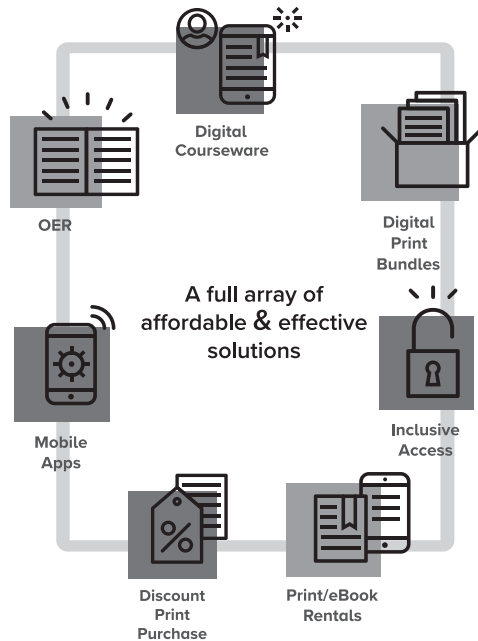 Digital
Courseware
OER
Digital
Print
Bundles
A full array of
affordable & effective
solutions
Mobile
Apps
Inclusive
Access
%
Discount
Print
Purchase
Print/eBook
Rentals